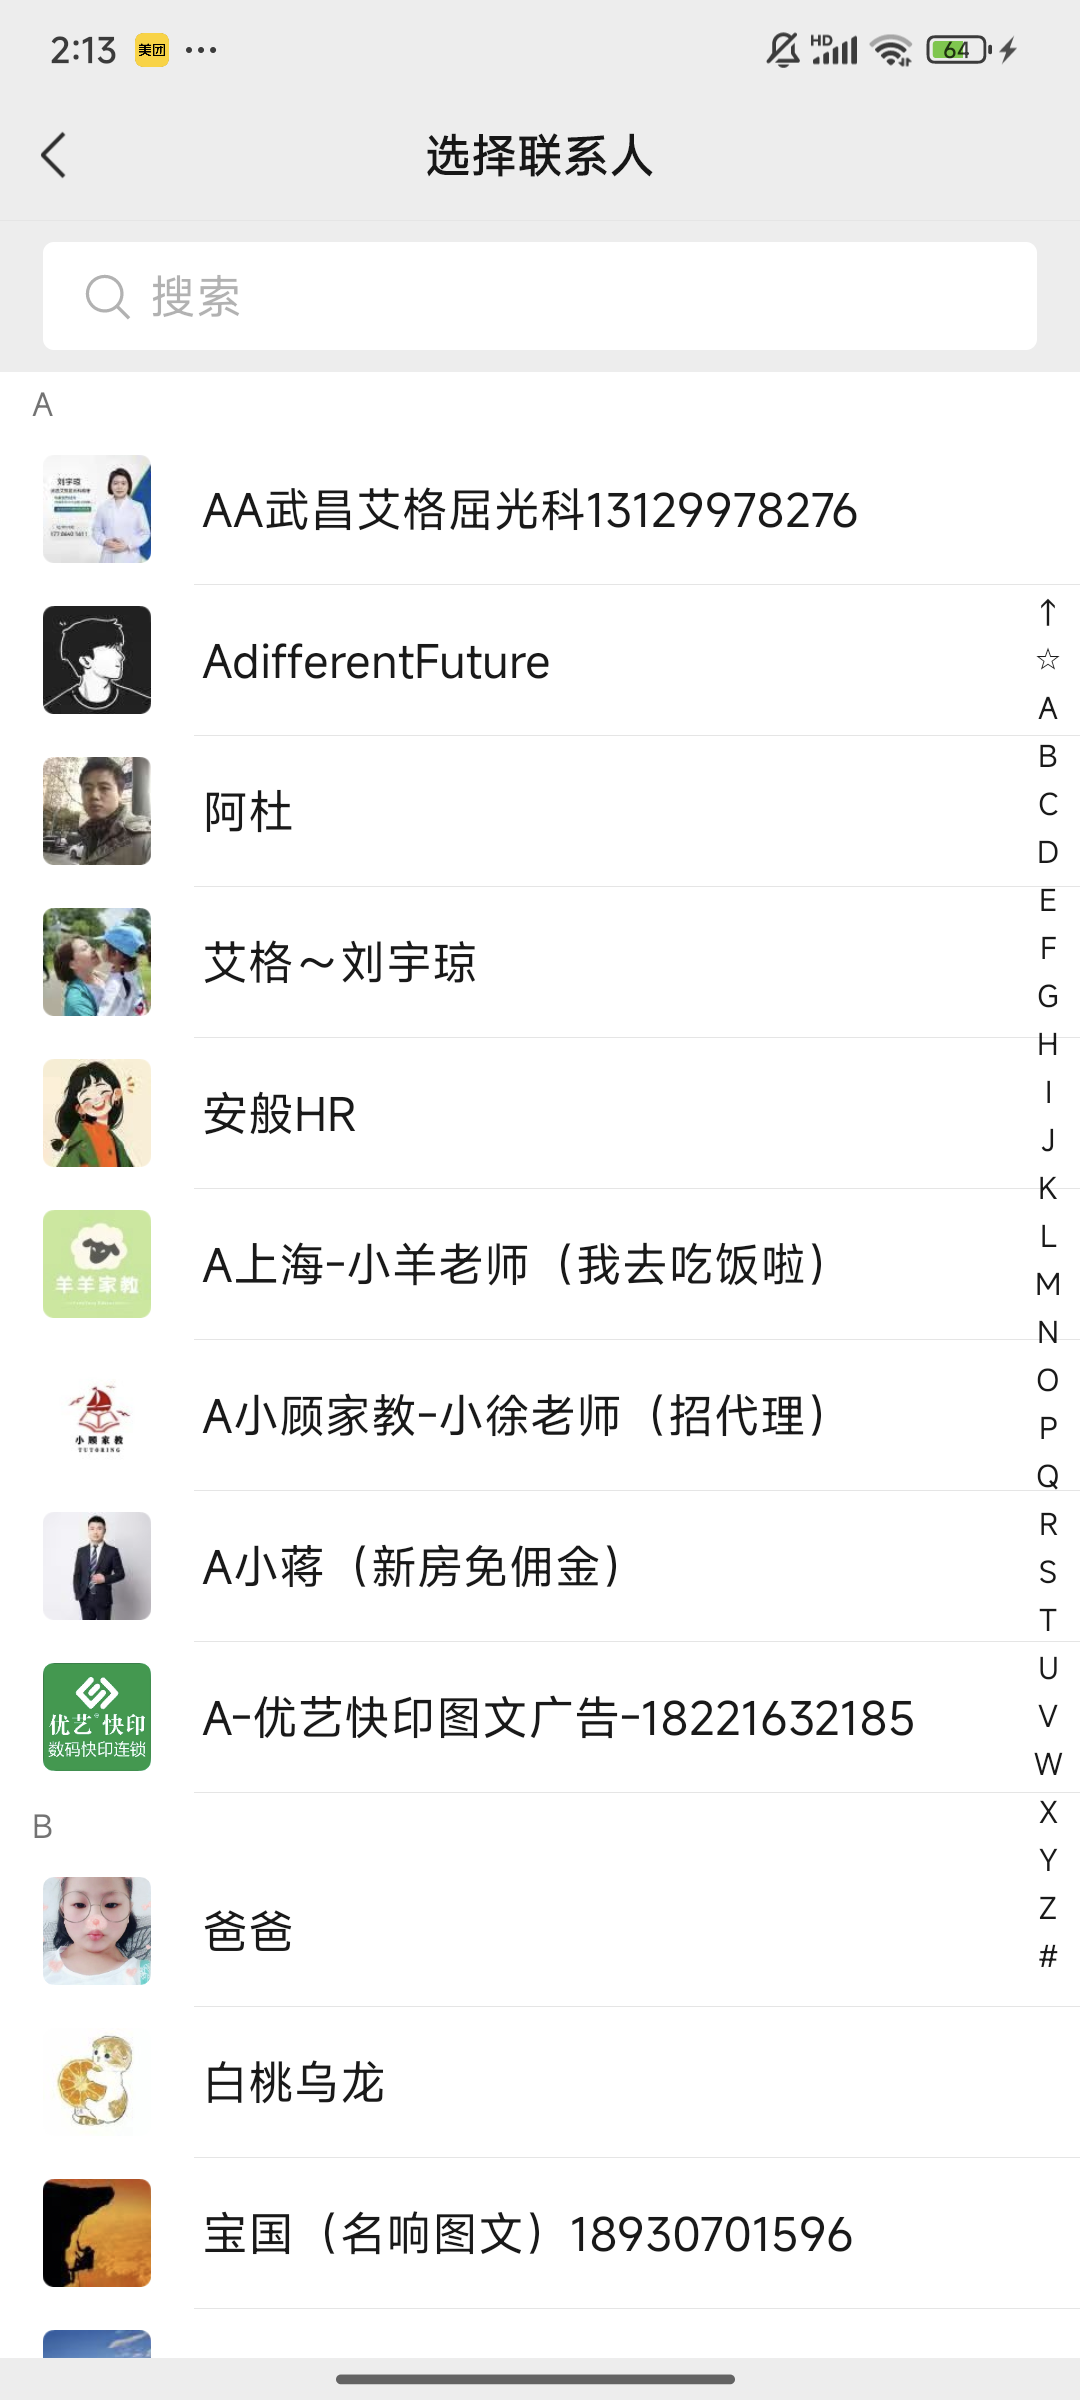 2:13 美团 ...
HD 64
选择联系人
搜索
A
刘宇琼
AA武昌艾格屈光科13129978276
AdifferentFuture
阿杜
艾格～刘宇琼
安般HR
羊羊家教
A上海-小羊老师（我去吃饭啦）
小顾家教
TUTORING
A小顾家教-小徐老师（招代理）
A小蒋（新房免佣金）
优艺快印
数码快印连锁
A-优艺快印图文广告-18221632185
B
爸爸
白桃乌龙
宝国（名响图文）18930701596
↑
☆
A
B
C
D
E
F
G
H
I
J
K
L
M
N
O
P
Q
R
S
T
U
V
W
X
Y
Z
#